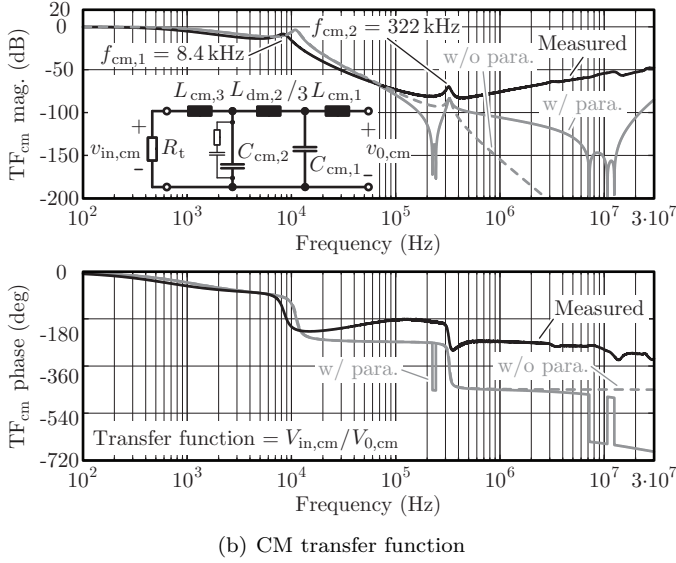 f_cm,2 = 322 kHz
f_cm,1 = 8.4 kHz
w/o para.
Measured
w/ para.
L_cm,3 L_dm,2/3 L_cm,1
+ v_in,cm -
R_t
C_cm,2
C_cm,1
+ v_0,cm -
TF_cm mag. (dB)
0
-50
-100
-150
-200
10^2 10^3 10^4 10^5 10^6 10^7 3·10^7
Frequency (Hz)
TF_cm phase (deg)
0
-180
-360
-540
-720
Measured
w/ para.
w/o para.
Transfer function = V_in,cm/V_0,cm
10^2 10^3 10^4 10^5 10^6 10^7 3·10^7
Frequency (Hz)
(b) CM transfer function